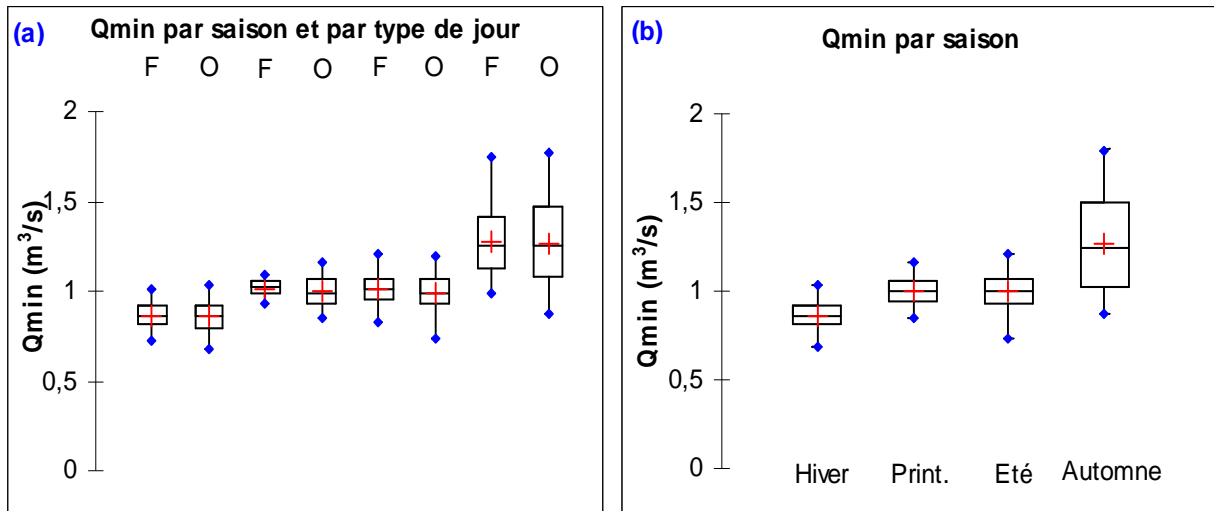 (a) Qmin par saison et par type de jour
F O F O F O F O
2
1,5
1
0,5
0
Qmin (m³/s)
(b) Qmin par saison
2
1,5
1
0,5
0
Qmin (m³/s)
Hiver Print. Eté Automne